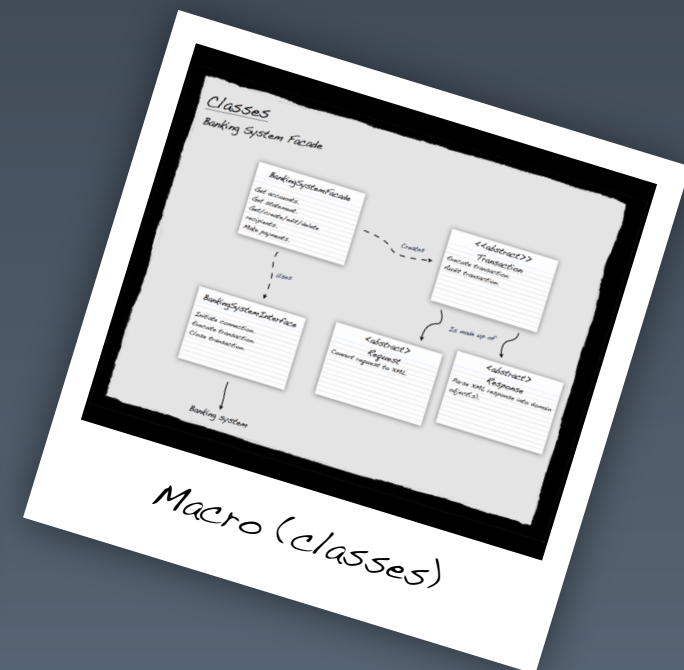 Classes
Banking System Facade
BankingSystemFacade
Get accounts.
Get statement.
Get/create/edit/delete
recipients.
Make payments.
Creates
<<abstract>>
Transaction
Execute transaction.
Audit transaction.
Uses
BankingSystemInterface
Initiate connection.
Execute transaction.
Close transaction.
Is made up of
<abstract>
Request
Convert request to XML.
<abstract>
Response
Parse XML response into domain
object(s).
Banking system
Macro (classes)